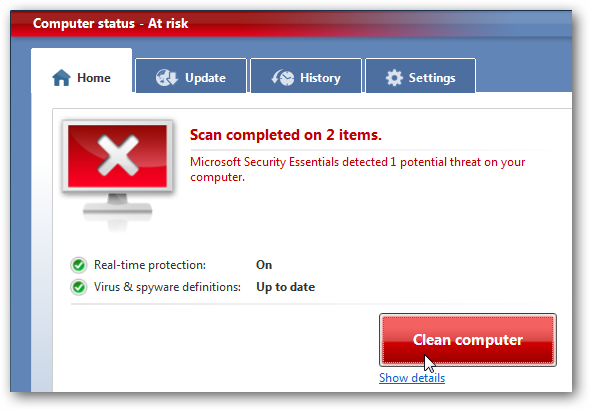 Computer status - At risk
Home Update History Settings
Scan completed on 2 items.
Microsoft Security Essentials detected 1 potential threat on your
computer.
Real-time protection: On
Virus & spyware definitions: Up to date
Clean computer
Show details